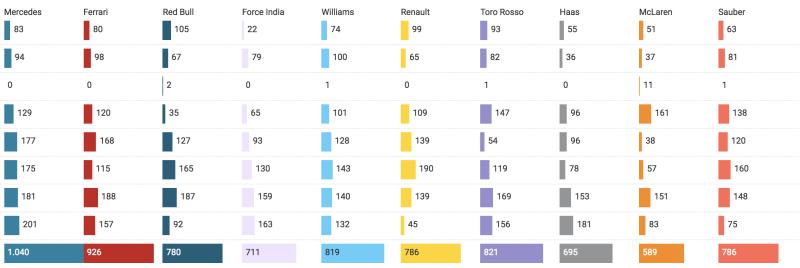 Mercedes Ferrari Red Bull Force India Williams Renault Toro Rosso Haas McLaren Sauber
83 80 105 22 74 99 93 55 51 63
94 98 67 79 100 65 82 36 37 81
0 0 2 0 1 0 1 0 11 1
129 120 35 65 101 109 147 96 161 138
177 168 127 93 128 139 54 96 38 120
175 115 165 130 143 190 119 78 57 160
181 188 187 159 140 139 169 153 151 148
201 157 92 163 132 45 156 181 83 75
1.040 926 780 711 819 786 821 695 589 786